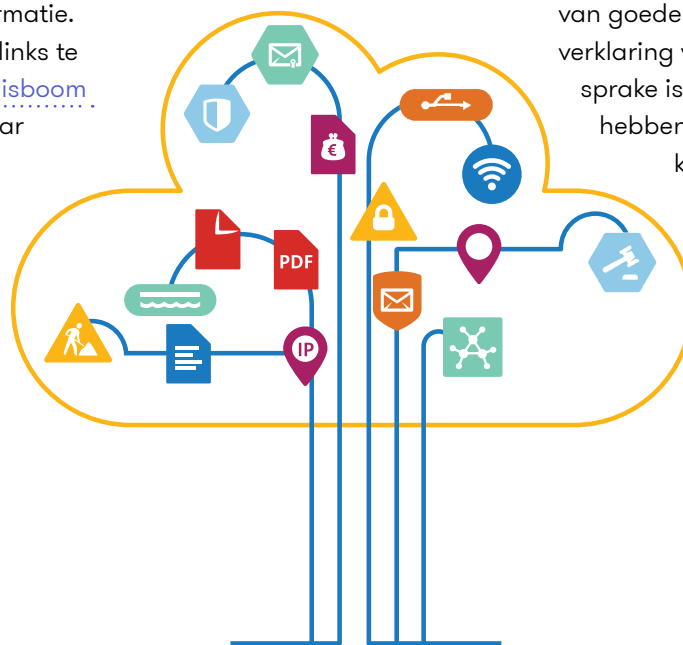 rmatie.
links te
isboom
ar
van goede
verklaring v
sprake is
hebben
k
€
PDF
IP